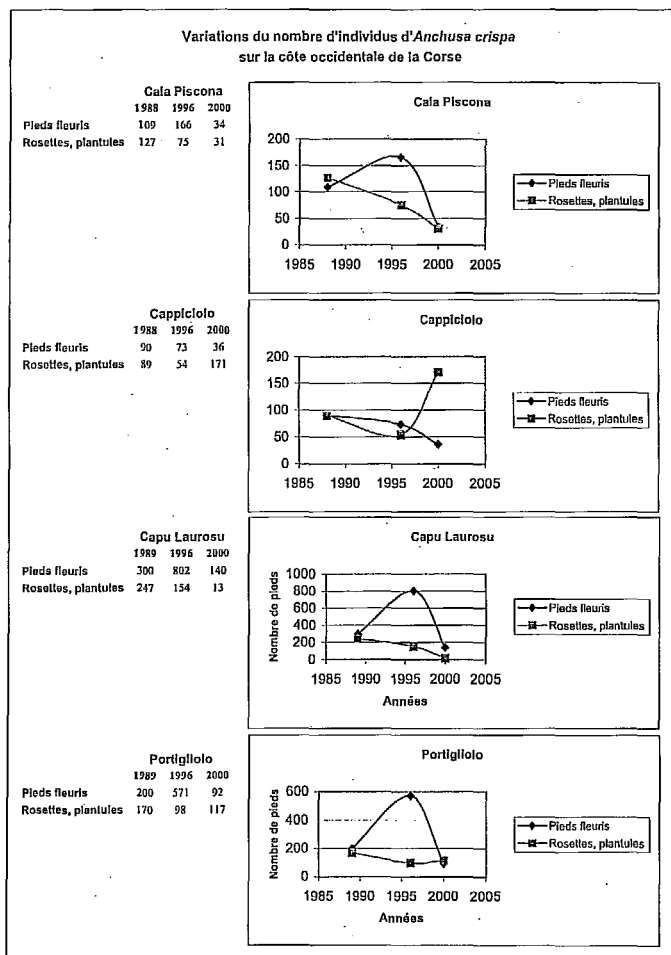 Variations du nombre d'individus d'Anchusa crispa
sur la côte occidentale de la Corse
Cala Piscona
1988 1996 2000
Pieds fleuris 109 166 34
Rosettes, plantules 127 75 31
Cala Piscona
200
150
100
50
0
1985 1990 1995 2000 2005
Pieds fleuris
Rosettes, plantules
Cappiciolo
1988 1996 2000
Pieds fleuris 90 73 36
Rosettes, plantules 89 54 171
Cappiciolo
200
150
100
50
0
1985 1990 1995 2000 2005
Pieds fleuris
Rosettes, plantules
Capu Laurosu
1989 1996 2000
Pieds fleuris 300 802 140
Rosettes, plantules 247 154 13
Capu Laurosu
Nombre de pieds
1000
800
600
400
200
0
1985 1990 1995 2000 2005
Années
Pieds fleuris
Rosettes, plantules
Portigliolo
1989 1996 2000
Pieds fleuris 200 571 92
Rosettes, plantules 170 98 117
Portigliolo
Nombre de pieds
600
400
200
0
1985 1990 1995 2000 2005
Années
Pieds fleuris
Rosettes, plantules